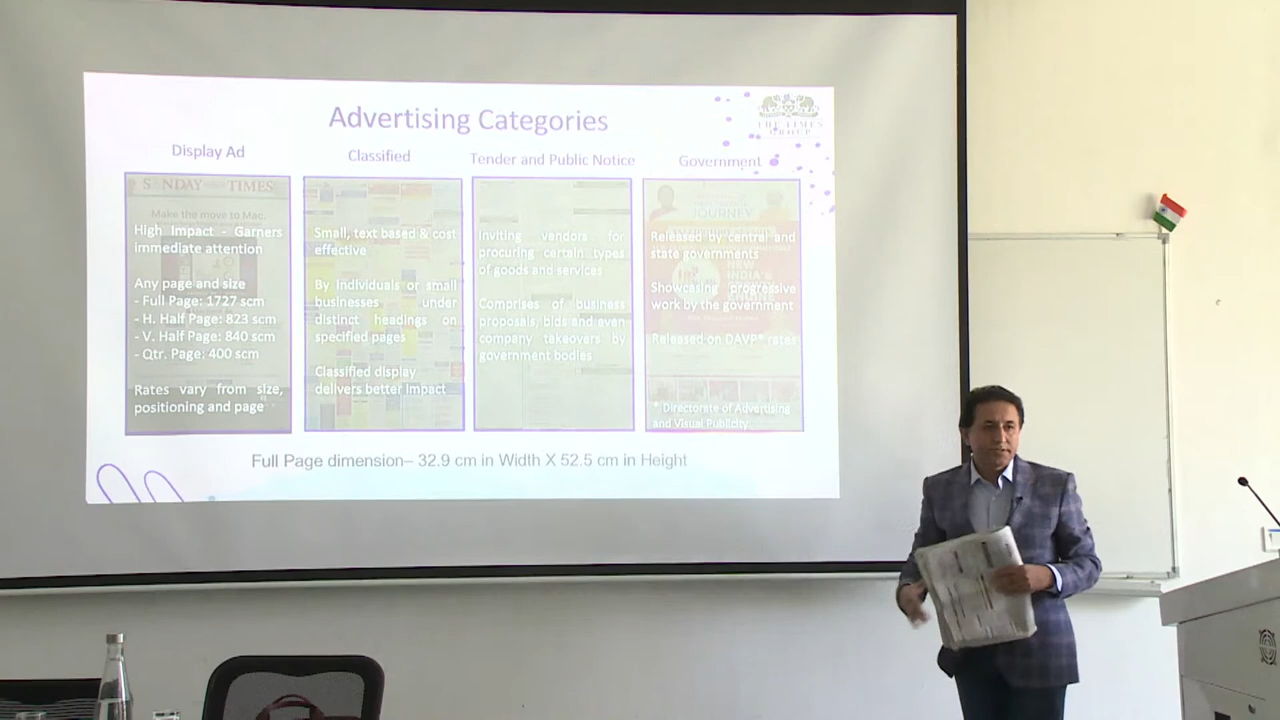 Advertising Categories
THE TIMES
GROUP
Display Ad
Classified
Tender and Public Notice
Government
SUNDAY TIMES
Make the move to Mac.
High Impact - Garners
immediate attention
Any page and size
- Full Page: 1727 scm
- H. Half Page: 823 scm
- V. Half Page: 840 scm
- Qtr. Page: 400 scm
Rates vary from size,
positioning and page
Small, text based & cost
effective
By Individuals or small
businesses under
distinct headings on
specified pages
Classified display
delivers better impact
Inviting vendors for
procuring certain types
of goods and services
Comprises of business
proposals, bids and even
company takeovers by
government bodies
JOURNEY
Released by central and
state governments
Showcasing progressive
work by the government
Released on DAVP* rates
* Directorate of Advertising
and Visual Publicity
Full Page dimension– 32.9 cm in Width X 52.5 cm in Height